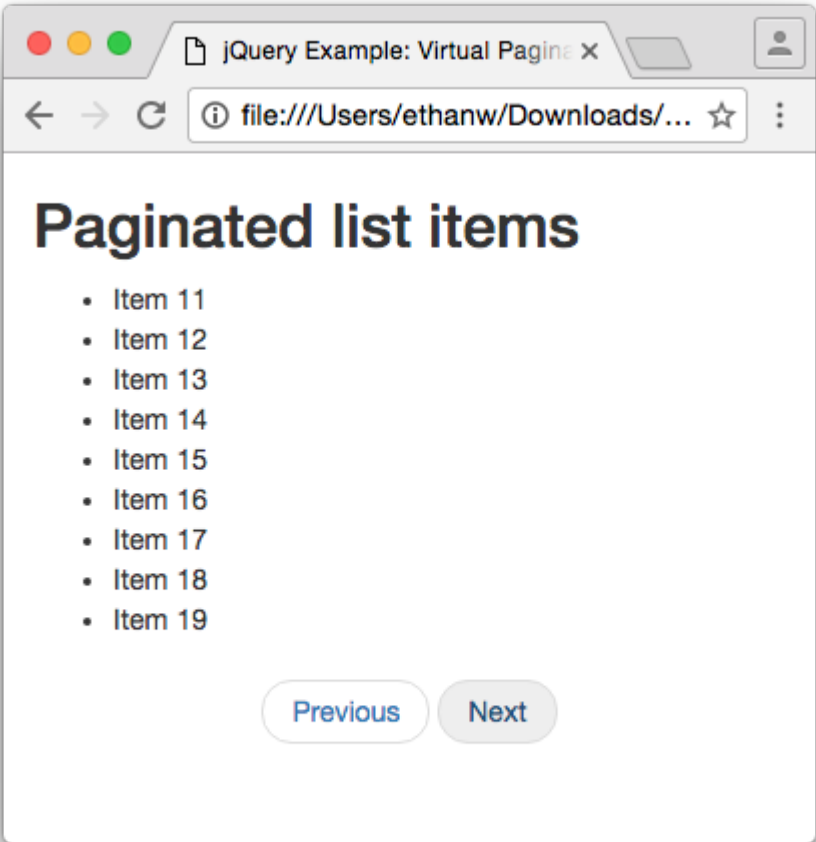 jQuery Example: Virtual Pagina
file:///Users/ethanw/Downloads/...
Paginated list items
Item 11
Item 12
Item 13
Item 14
Item 15
Item 16
Item 17
Item 18
Item 19
Previous Next